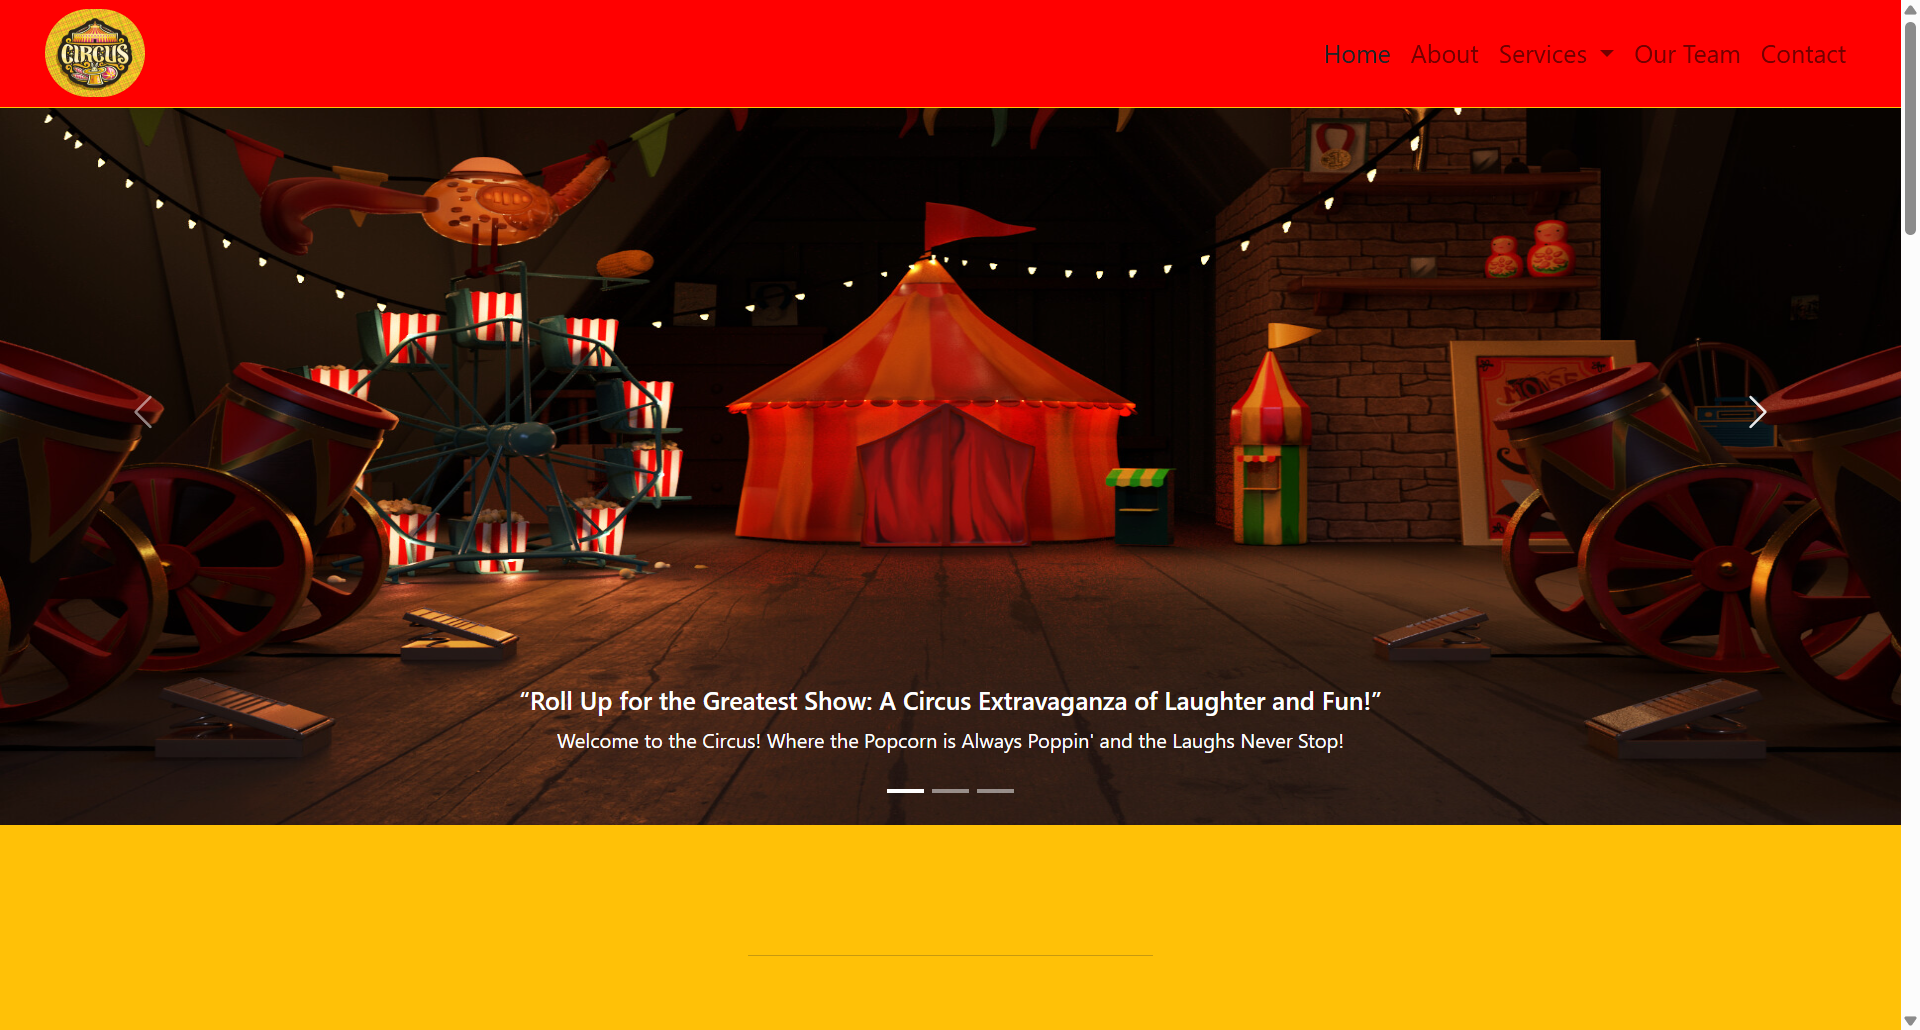 CIRCUS
Home About Services Our Team Contact
“Roll Up for the Greatest Show: A Circus Extravaganza of Laughter and Fun!”
Welcome to the Circus! Where the Popcorn is Always Poppin' and the Laughs Never Stop!